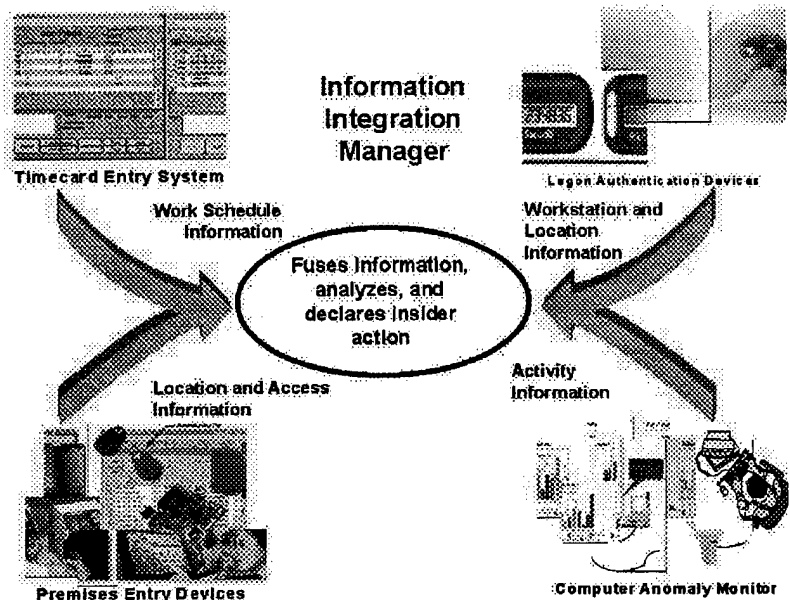 Information
Integration
Manager
Timecard Entry System
Logon Authentication Devices
Work Schedule
Information
Workstation and
Location
Information
Fuses Information,
analyzes, and
declares Insider
action
Location and Access
Information
Activity
Information
Premises Entry Devices
Computer Anomaly Monitor